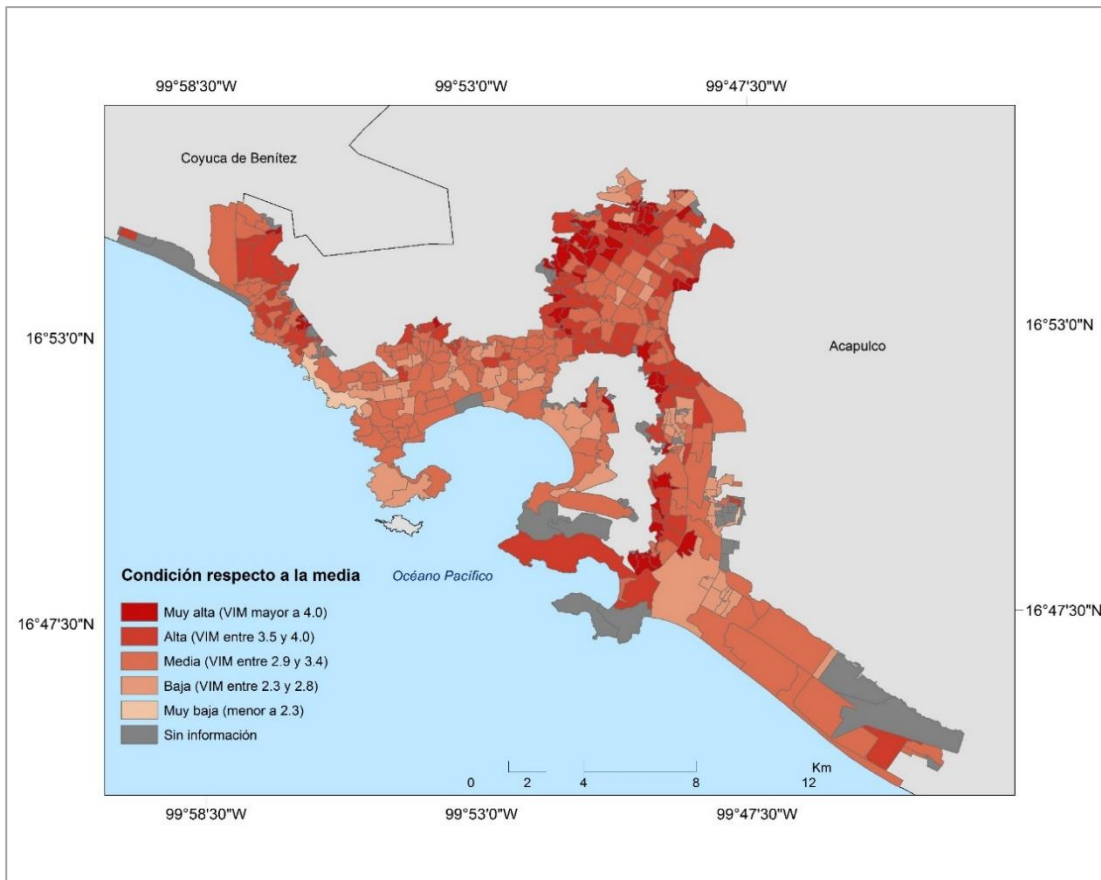 99°58'30"W
99°53'0"W
99°47'30"W
Coyuca de Benítez
16°53'0"N
16°53'0"N
Acapulco
Condición respecto a la media
Océano Pacífico
Muy alta (VIM mayor a 4.0)
Alta (VIM entre 3.5 y 4.0)
Media (VIM entre 2.9 y 3.4)
Baja (VIM entre 2.3 y 2.8)
Muy baja (menor a 2.3)
Sin información
16°47'30"N
16°47'30"N
Km
0 2 4 8 12
99°58'30"W
99°53'0"W
99°47'30"W